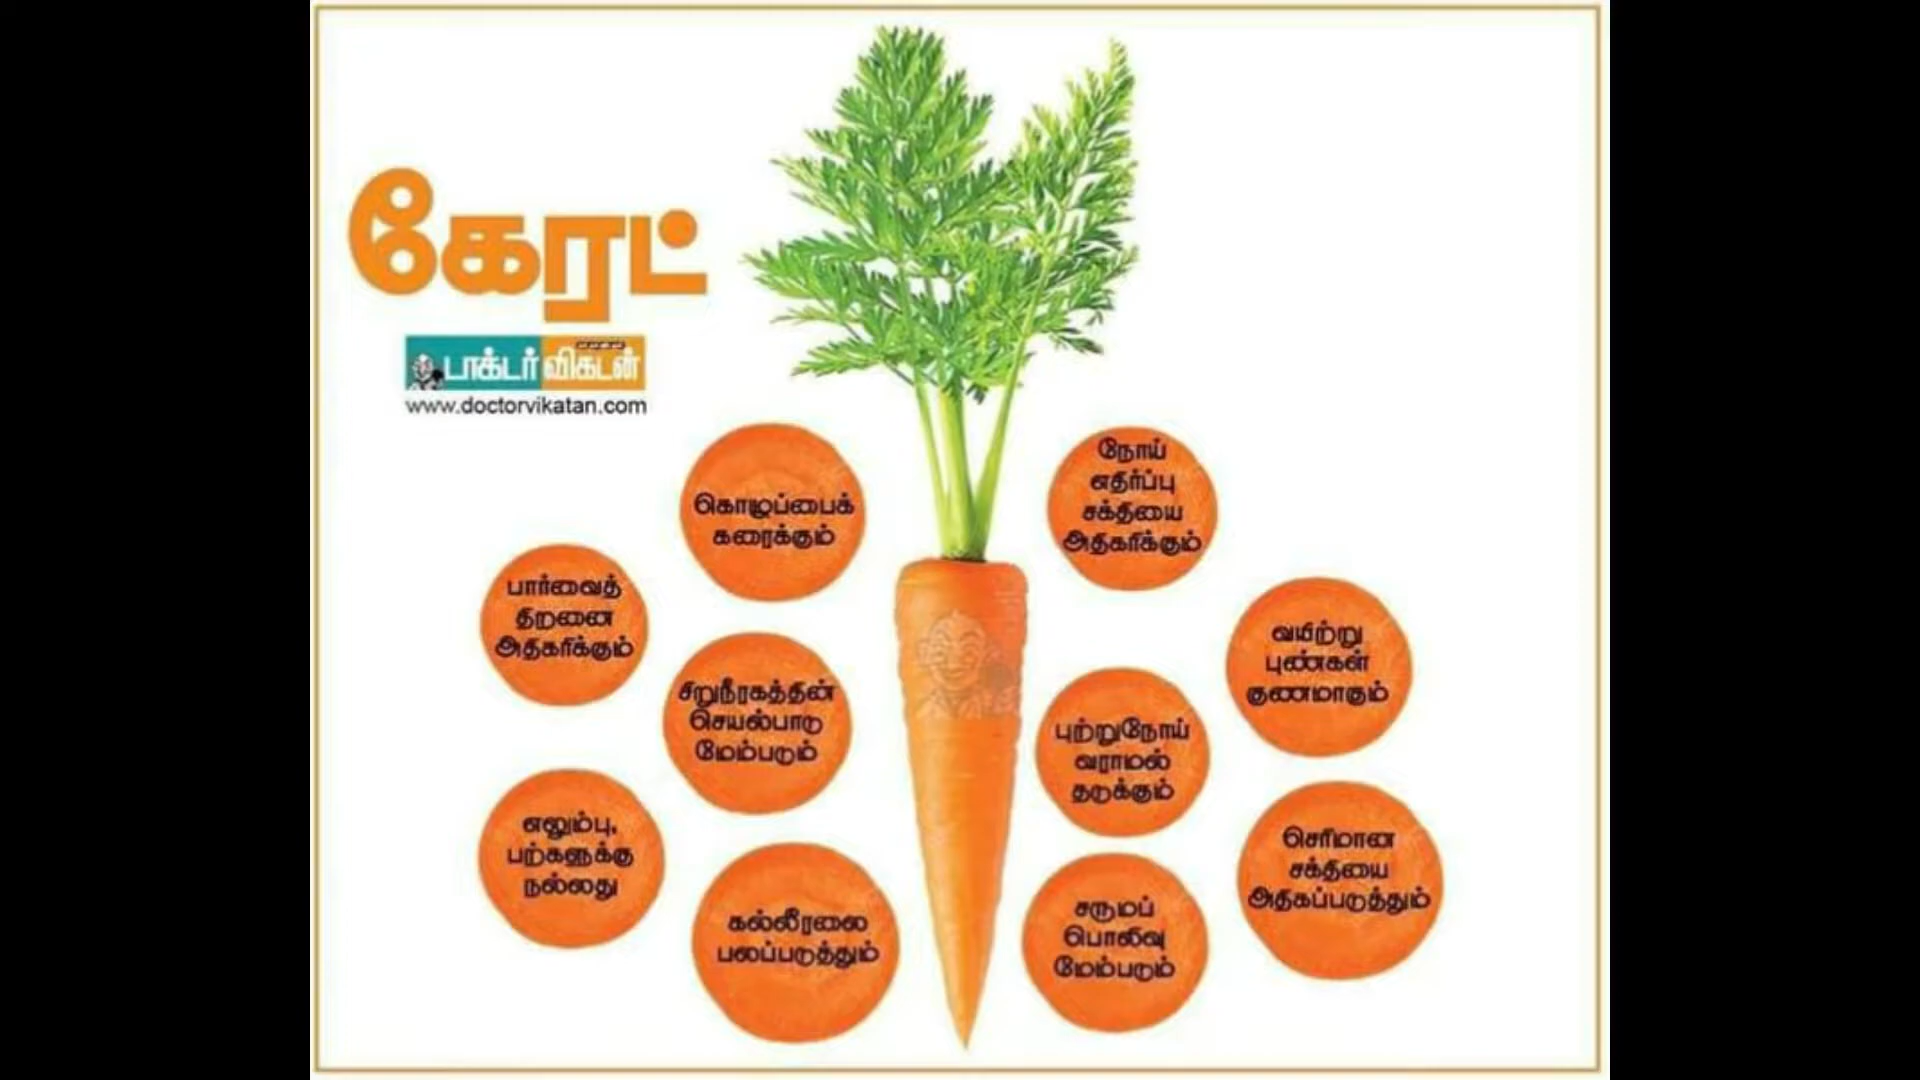 கேரட்
டாக்டர் விகடன்
www.doctorvikatan.com
கொழுப்பைக்
கரைக்கும்
நோய்
எதிர்ப்பு
சக்தியை
அதிகரிக்கும்
பார்வைத்
திறனை
அதிகரிக்கும்
வயிற்று
புண்கள்
குணமாகும்
சிறுநீரகத்தின்
செயல்பாடு
மேம்படும்
புற்றுநோய்
வராமல்
தடுக்கும்
எலும்பு,
பற்களுக்கு
நல்லது
செரிமான
சக்தியை
அதிகப்படுத்தும்
கல்லீரலை
பலப்படுத்தும்
சருமப்
பொலிவு
மேம்படும்